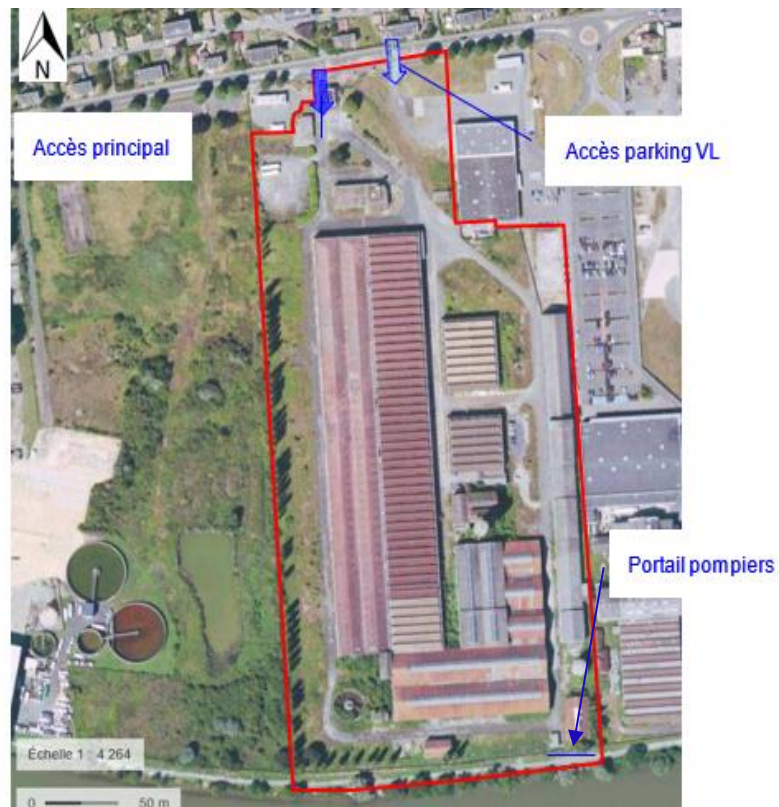 N
Accès principal
Accès parking VL
Portail pompiers
Échelle 1 : 4 264
0 50 m